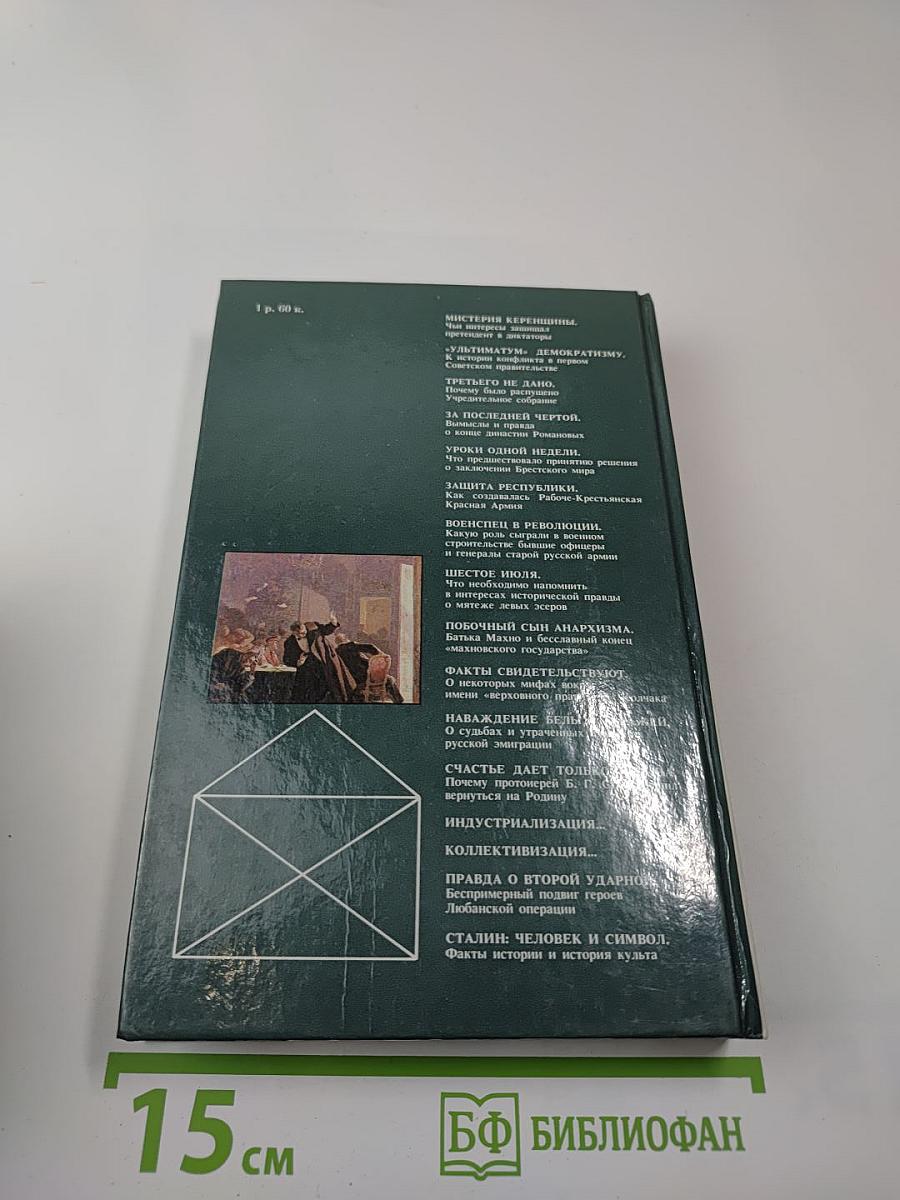 1 р. 60 к.
МИСТЕРИЯ КЕРЕНЩИНЫ.
Чьи интересы защищал
претендент в диктаторы
«УЛЬТИМАТУМ» ДЕМОКРАТИЗМУ.
К истории конфликта в первом
Советском правительстве
ТРЕТЬЕГО НЕ ДАНО.
Почему было распущено
Учредительное собрание
ЗА ПОСЛЕДНЕЙ ЧЕРТОЙ.
Вымыслы и правда
о конце династии Романовых
УРОКИ ОДНОЙ НЕДЕЛИ.
Что предшествовало принятию решения
о заключении Брестского мира
ЗАЩИТА РЕСПУБЛИКИ.
Как создавалась Рабоче-Крестьянская
Красная Армия
ВОЕНСПЕЦ В РЕВОЛЮЦИИ.
Какую роль сыграли в военном
строительстве бывшие офицеры
и генералы старой русской армии
ШЕСТОЕ ИЮЛЯ.
Что необходимо напомнить
в интересах исторической правды
о мятеже левых эсеров
ПОБОЧНЫЙ СЫН АНАРХИЗМА.
Батька Махно и бесславный конец
«махновского государства»
ФАКТЫ СВИДЕТЕЛЬСТВУЮТ.
О некоторых мифах вокруг
имени «верховного
НАВАЖДЕНИЕ
О судьбах и утраченных
русской эмиграции
СЧАСТЬЕ ДАЕТ ТОЛЬКО
Почему протоиерей Б. Г.
вернуться на Родину
ИНДУСТРИАЛИЗАЦИЯ...
КОЛЛЕКТИВИЗАЦИЯ...
ПРАВДА О ВТОРОЙ УДАРНОЙ.
Беспримерный подвиг героев
Любанской операции
СТАЛИН: ЧЕЛОВЕК И СИМВОЛ.
Факты истории и история культа
15 см
БФ БИБЛИОФАН